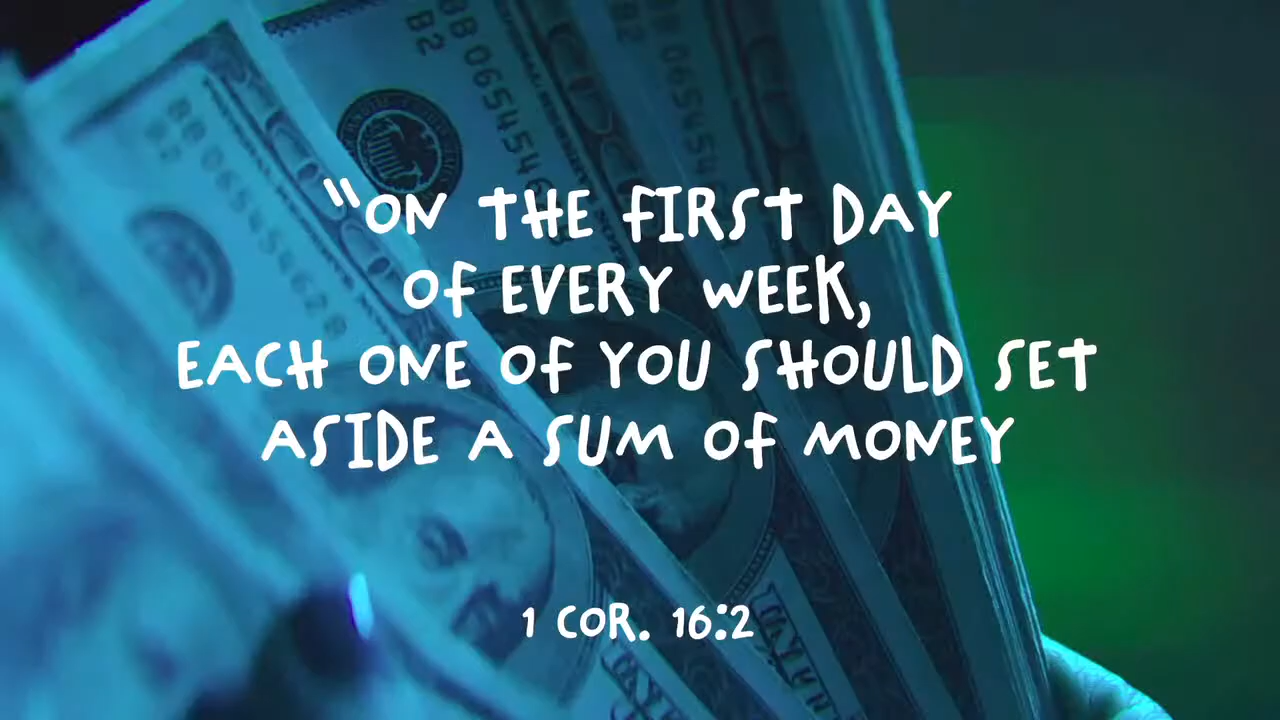 "ON THE FIRST DAY
OF EVERY WEEK,
EACH ONE OF YOU SHOULD SET
ASIDE A SUM OF MONEY
1 COR. 16:2